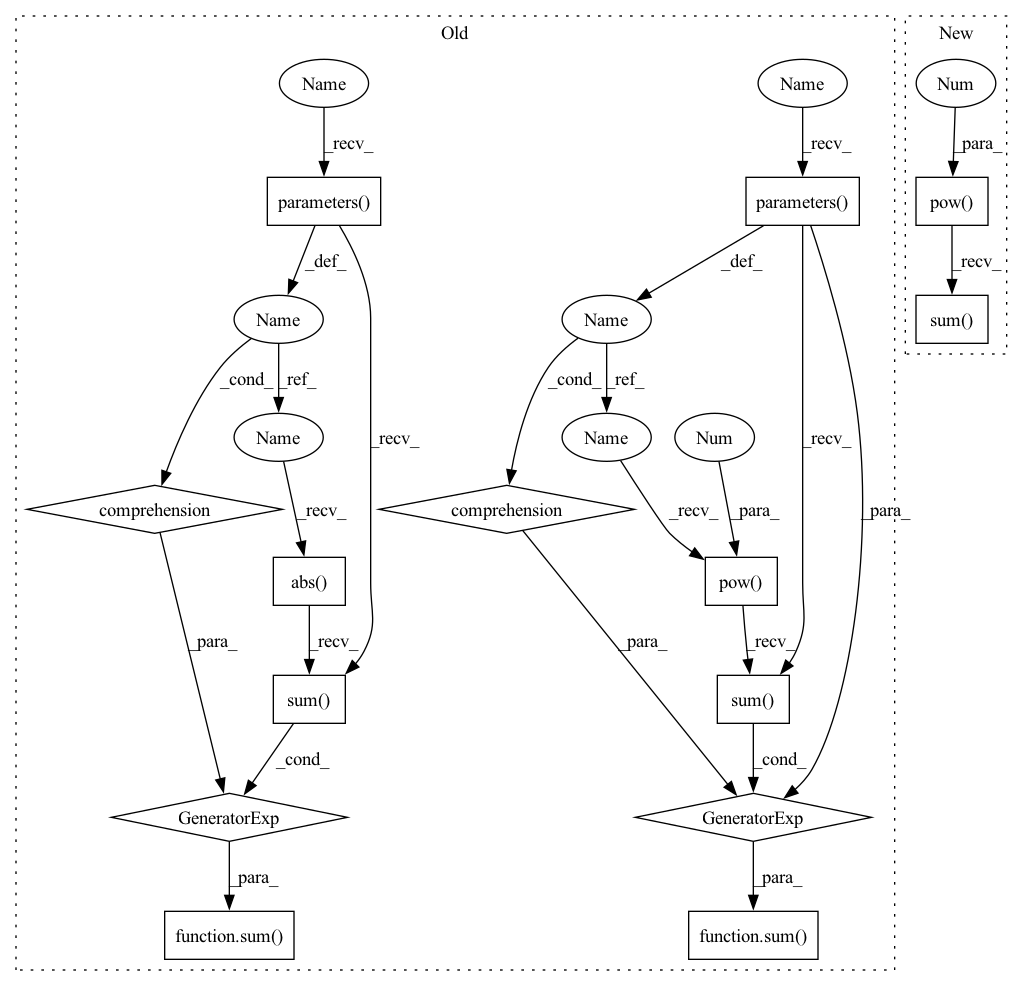 Old
New
Name
Name
Num
_recv_
_recv_
_para_
parameters()
parameters()
pow()
_def_
_def_
_recv_
Name
Name
sum()
_cond_
_ref_
_cond_
_ref_
Name
Name
Num
_recv_
_recv_
_para_
comprehension
_recv_
comprehension
_recv_
_para_
abs()
pow()
_para_
_recv_
_para_
_recv_
sum()
sum()
_cond_
_cond_
GeneratorExp
GeneratorExp
_para_
_para_
function.sum()
function.sum()